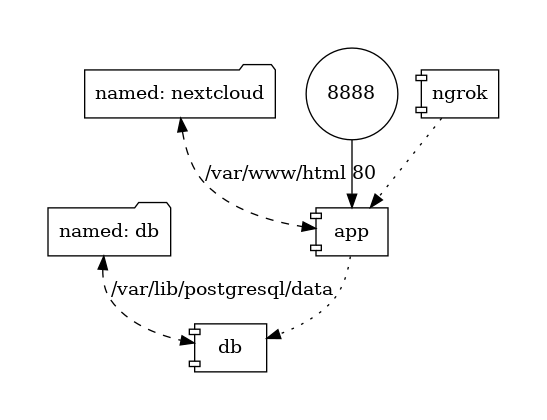 named: nextcloud
8888
ngrok
/var/www/html
80
named: db
app
/var/lib/postgresql/data
db